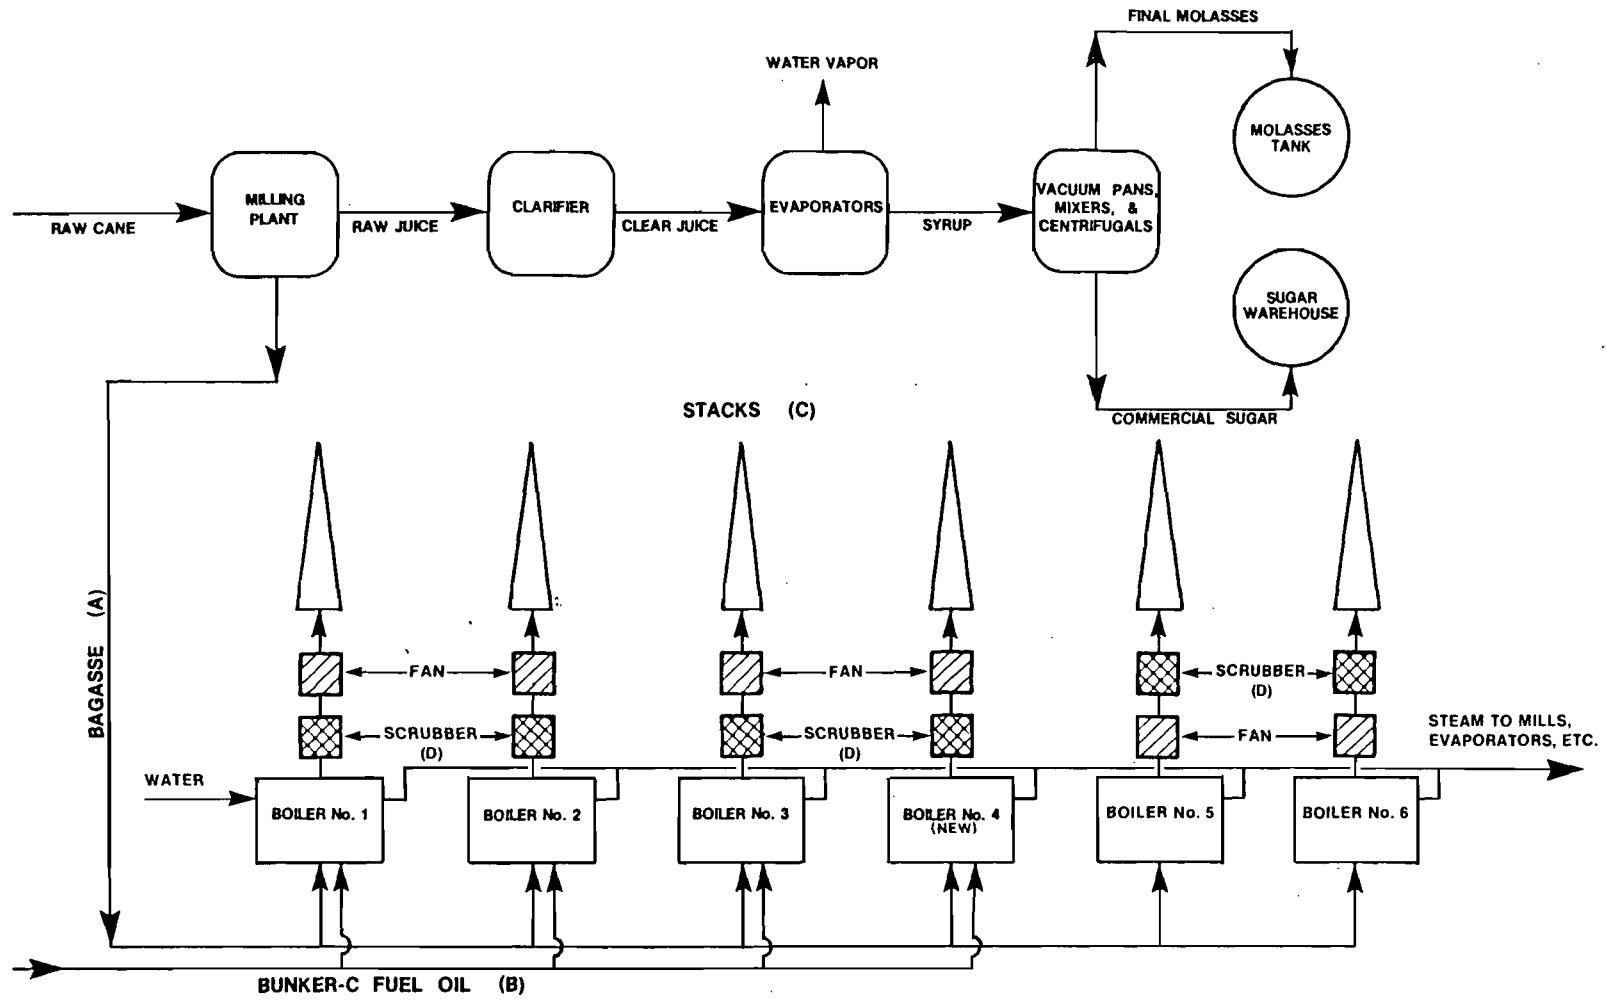 FINAL MOLASSES
WATER VAPOR
MOLASSES
TANK
MILLING
PLANT
CLARIFIER
EVAPORATORS
VACUUM PANS,
MIXERS, &
CENTRIFUGALS
RAW CANE
RAW JUICE
CLEAR JUICE
SYRUP
SUGAR
WAREHOUSE
COMMERCIAL SUGAR
STACKS (C)
BAGASSE (A)
FAN
FAN
SCRUBBER
(D)
SCRUBBER
(D)
SCRUBBER
(D)
FAN
STEAM TO MILLS,
EVAPORATORS, ETC.
WATER
BOILER No. 1
BOILER No. 2
BOILER No. 3
BOILER No. 4
(NEW)
BOILER No. 5
BOILER No. 6
BUNKER-C FUEL OIL (B)